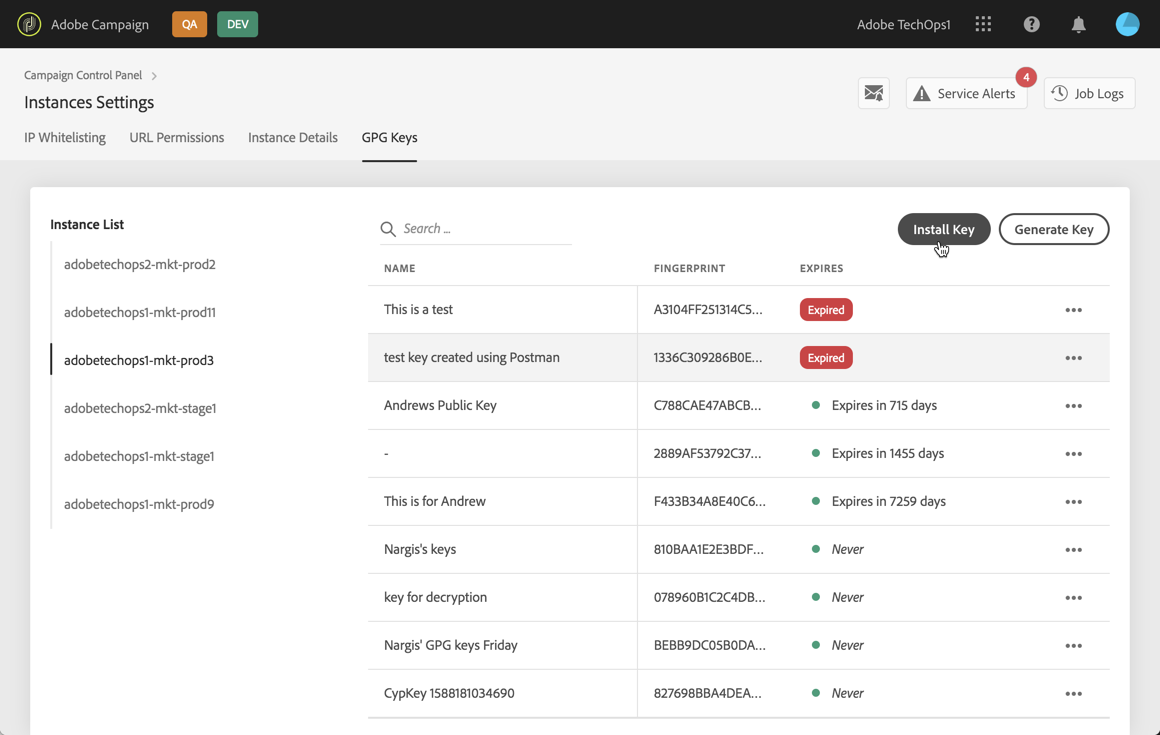 Adobe Campaign QA DEV Adobe TechOps1
Campaign Control Panel
Instances Settings
4
Service Alerts Job Logs
IP Whitelisting URL Permissions Instance Details GPG Keys
Instance List
adobetechops2-mkt-prod2
adobetechops1-mkt-prod11
adobetechops1-mkt-prod3
adobetechops2-mkt-stage1
adobetechops1-mkt-stage1
adobetechops1-mkt-prod9
Search ...
Install Key Generate Key
NAME FINGERPRINT EXPIRES
This is a test A3104FF251314C5... Expired
test key created using Postman 1336C309286B0E... Expired
Andrews Public Key C788CAE47ABCB... Expires in 715 days
- 2889AF53792C37... Expires in 1455 days
This is for Andrew F433B34A8E40C6... Expires in 7259 days
Nargis's keys 810BAA1E2E3BDF... Never
key for decryption 078960B1C2C4DB... Never
Nargis' GPG keys Friday BEBB9DC05B0DA... Never
CypKey 1588181034690 827698BBA4DEA... Never